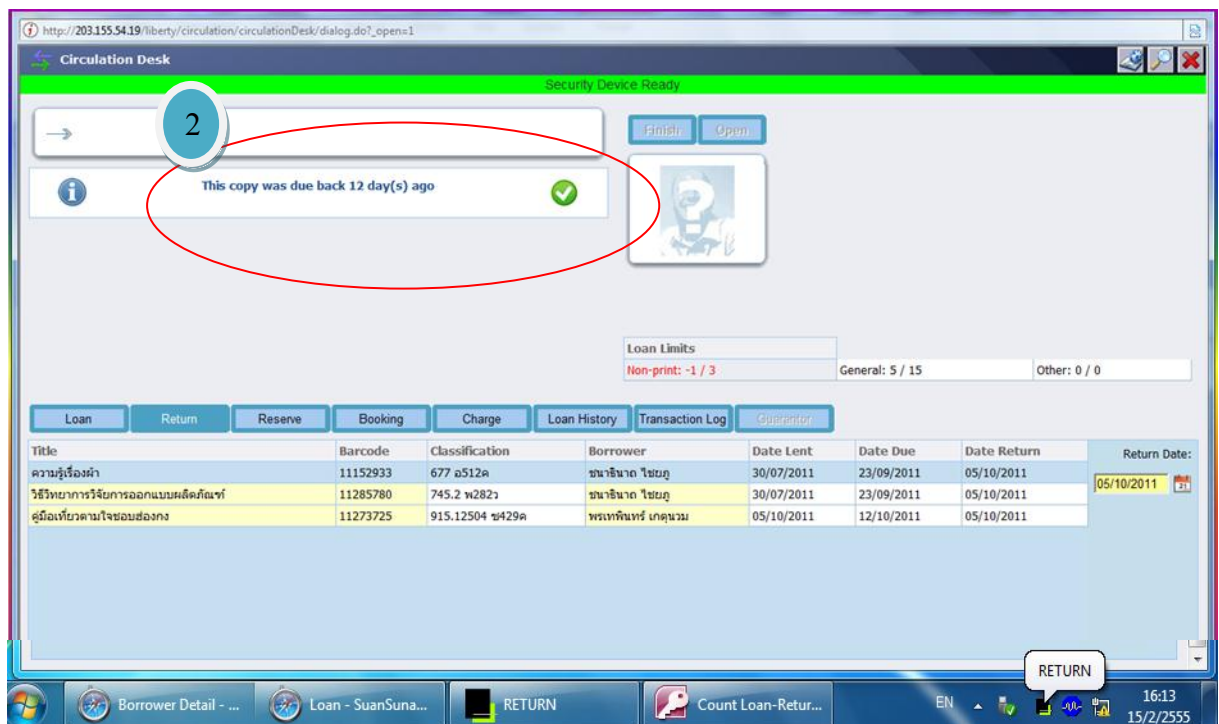 http://203.155.54.19/liberty/circulation/circulationDesk/dialog.do?_open=1
Circulation Desk
Security Device Ready
2
Finish Open
This copy was due back 12 day(s) ago
Loan Limits
Non-print: -1 / 3 General: 5 / 15 Other: 0 / 0
Loan Return Reserve Booking Charge Loan History Transaction Log Guarantor
Title Barcode Classification Borrower Date Lent Date Due Date Return Return Date:
ความรู้เรื่องผ้า 11152933 677 อ512ค ชนาธินาถ ไชยภู 30/07/2011 23/09/2011 05/10/2011
05/10/2011
วิธีวิทยาการวิจัยการออกแบบผลิตภัณฑ์ 11285780 745.2 พ282ว ชนาธินาถ ไชยภู 30/07/2011 23/09/2011 05/10/2011
คู่มือเที่ยวตามใจชอบฮ่องกง 11273725 915.12504 ช429ค พรเทพินทร์ เกตุนวม 05/10/2011 12/10/2011 05/10/2011
RETURN
Borrower Detail - ... Loan - SuanSuna... RETURN Count Loan-Retur... EN 16:13
15/2/2555